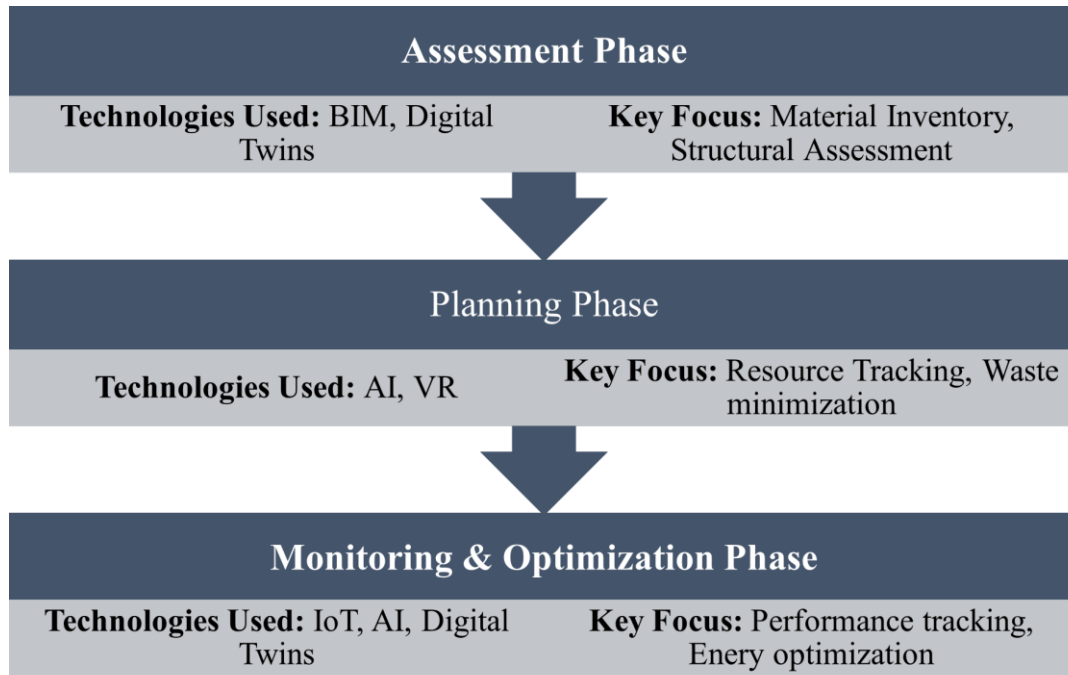 Assessment Phase
Technologies Used: BIM, Digital
Twins
Key Focus: Material Inventory,
Structural Assessment
Planning Phase
Technologies Used: AI, VR
Key Focus: Resource Tracking, Waste
minimization
Monitoring & Optimization Phase
Technologies Used: IoT, AI, Digital
Twins
Key Focus: Performance tracking,
Enery optimization